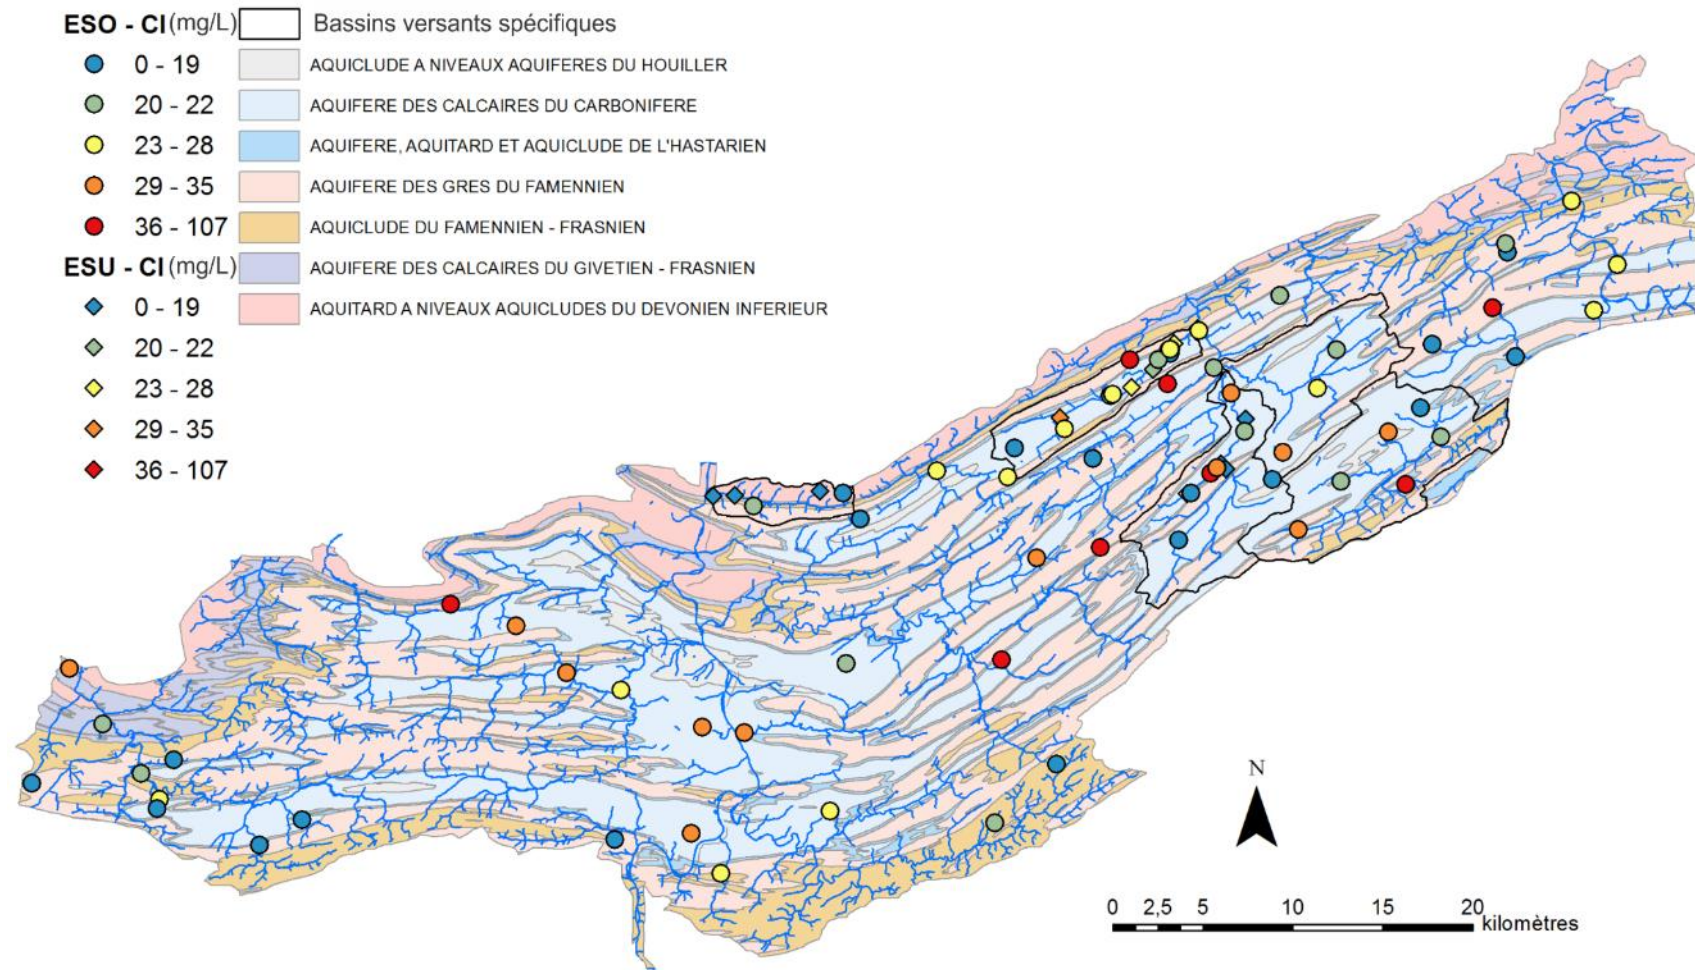 ESO - Cl (mg/L)
Bassins versants spécifiques
0 - 19
AQUICLUDE A NIVEAUX AQUIFERES DU HOUILLER
20 - 22
AQUIFERE DES CALCAIRES DU CARBONIFERE
23 - 28
AQUIFERE, AQUITARD ET AQUICLUDE DE L'HASTARIEN
29 - 35
AQUIFERE DES GRES DU FAMENNIEN
36 - 107
AQUICLUDE DU FAMENNIEN - FRASNIEN
ESU - Cl (mg/L)
AQUIFERE DES CALCAIRES DU GIVETIEN - FRASNIEN
0 - 19
AQUITARD A NIVEAUX AQUICLUDES DU DEVONIEN INFERIEUR
20 - 22
23 - 28
29 - 35
36 - 107
N
0 2,5 5 10 15 20
kilomètres